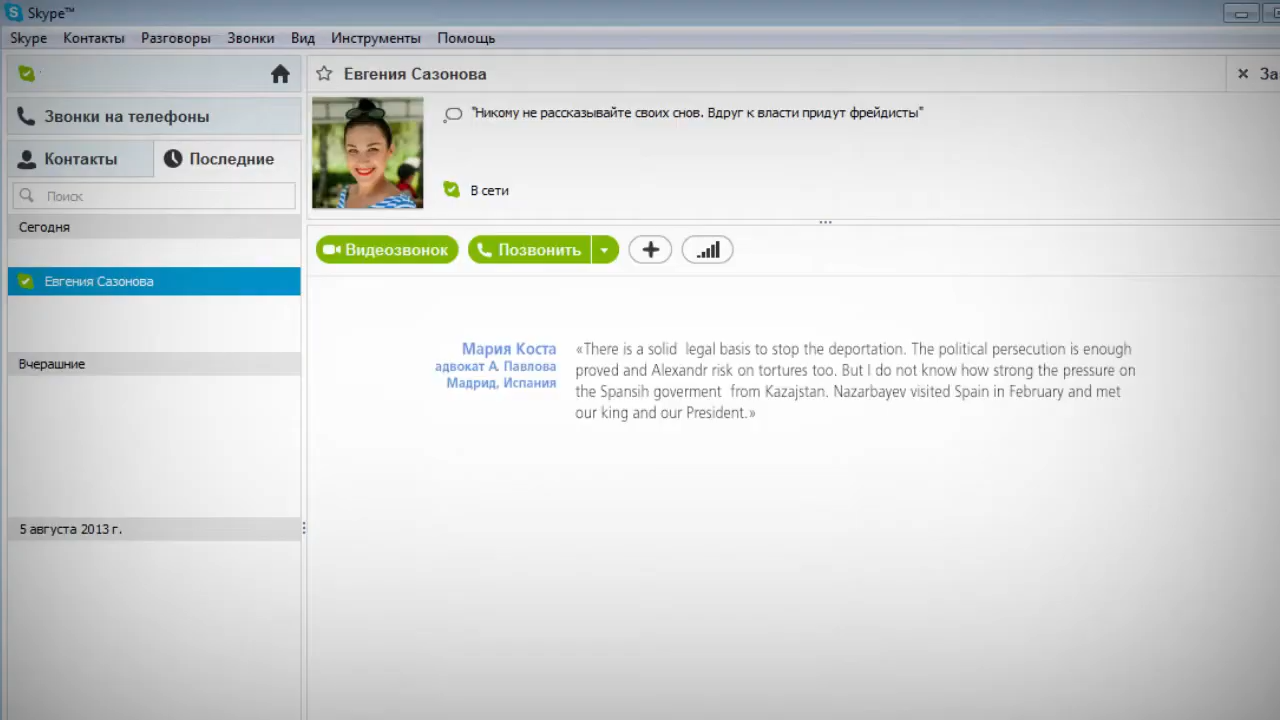 Skype™
Skype Контакты Разговоры Звонки Вид Инструменты Помощь
Евгения Сазонова
Звонки на телефоны
"Никому не рассказывайте своих снов. Вдруг к власти придут фрейдисты"
Контакты Последние
В сети
Поиск
Сегодня
Видеозвонок Позвонить
Евгения Сазонова
Мария Коста
адвокат А. Павлова
Мадрид, Испания
«There is a solid legal basis to stop the deportation. The political persecution is enough
proved and Alexandr risk on tortures too. But I do not know how strong the pressure on
the Spansih goverment from Kazajstan. Nazarbayev visited Spain in February and met
our king and our President.»
Вчерашние
5 августа 2013 г.